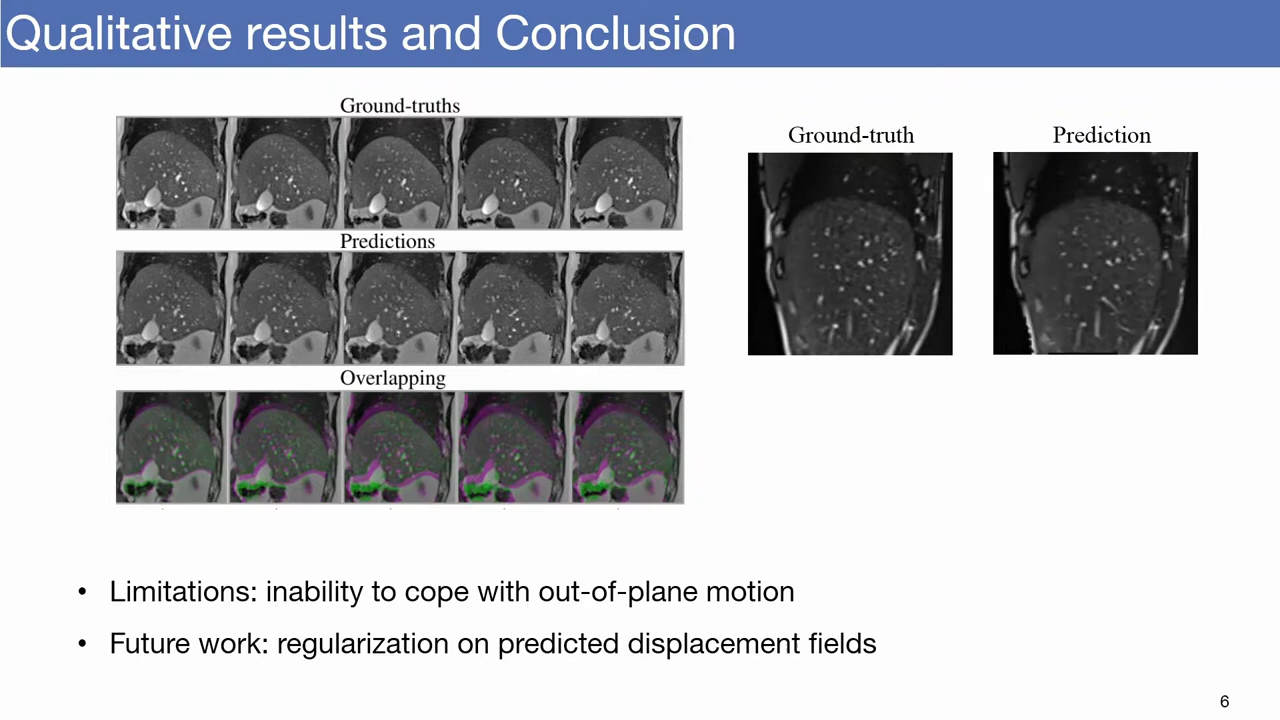 Qualitative results and Conclusion
Ground-truths
Predictions
Overlapping
Ground-truth
Prediction
• Limitations: inability to cope with out-of-plane motion
• Future work: regularization on predicted displacement fields
6